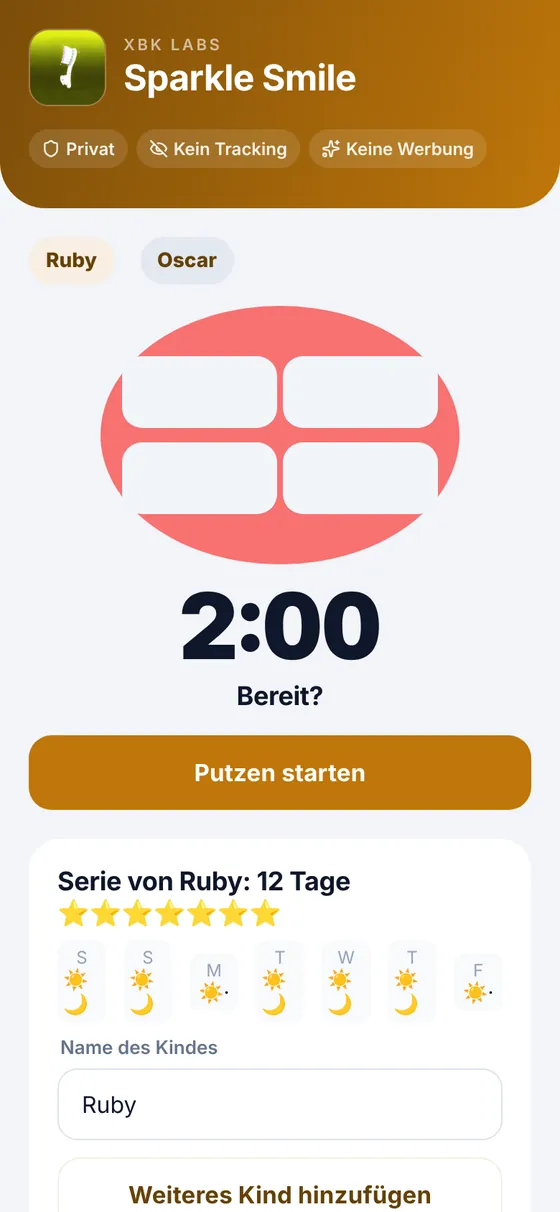 XBK LABS
Sparkle Smile
Privat
Kein Tracking
Keine Werbung
Ruby
Oscar
2:00
Bereit?
Putzen starten
Serie von Ruby: 12 Tage
S S M T W T F
Name des Kindes
Ruby
Weiteres Kind hinzufügen